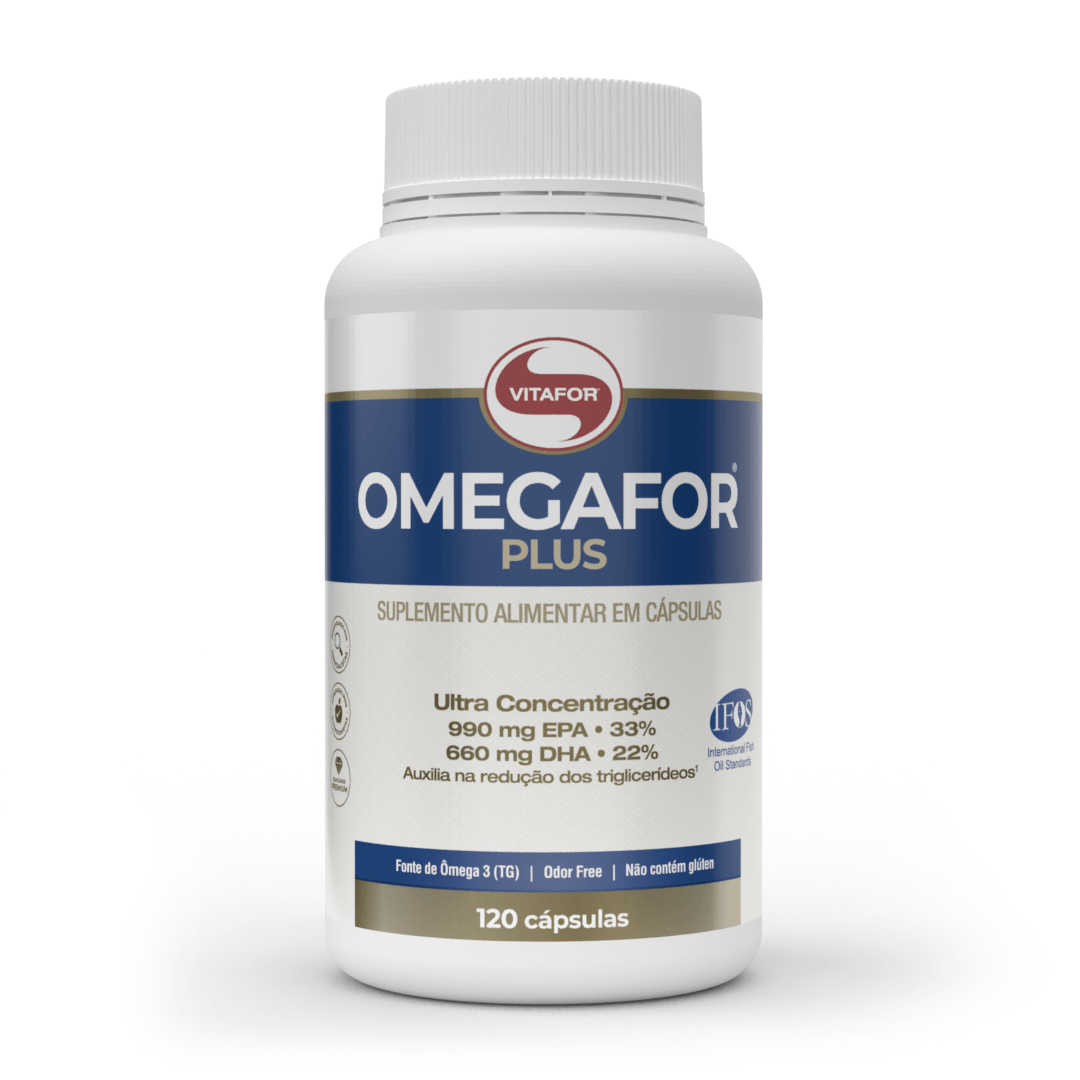 VITAFOR®
OMEGAFOR®
PLUS
SUPLEMENTO ALIMENTAR EM CÁPSULAS
Ultra Concentração
990 mg EPA • 33%
660 mg DHA • 22%
Auxilia na redução dos triglicerídeos¹
IFOS
International Fish
Oil Standards
PREMIUM
Fonte de Ômega 3 (TG) | Odor Free | Não contém glúten
120 cápsulas